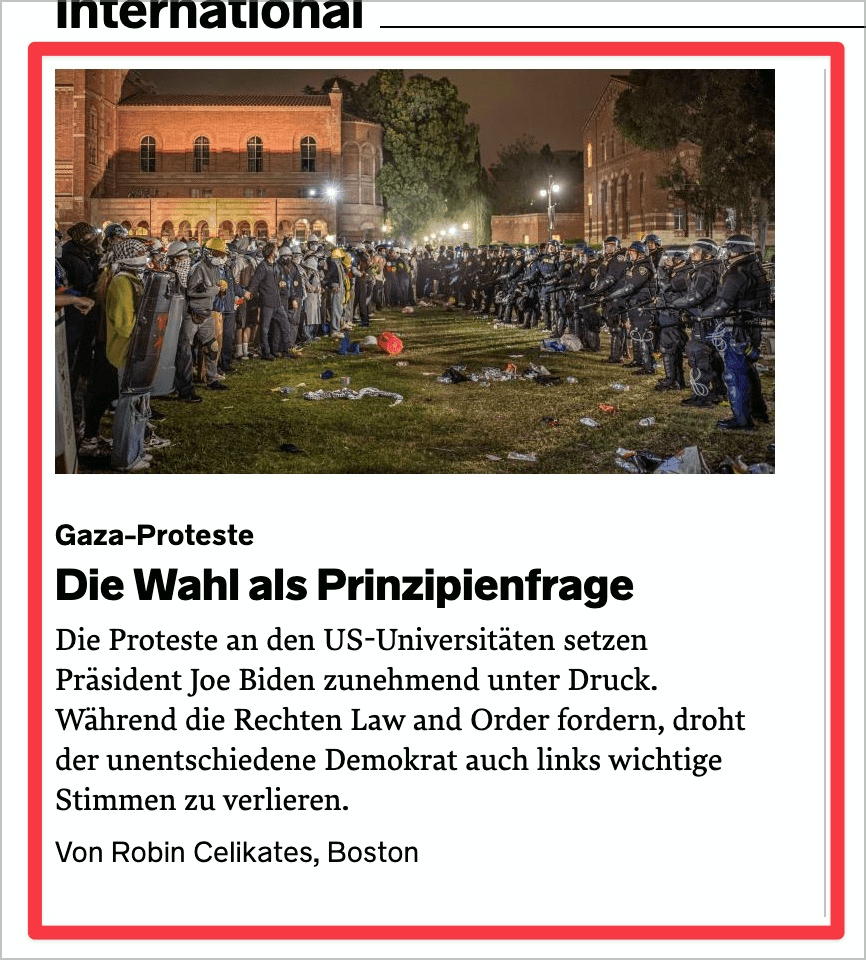 International
Gaza-Proteste
Die Wahl als Prinzipienfrage
Die Proteste an den US-Universitäten setzen
Präsident Joe Biden zunehmend unter Druck.
Während die Rechten Law and Order fordern, droht
der unentschiedene Demokrat auch links wichtige
Stimmen zu verlieren.
Von Robin Celikates, Boston